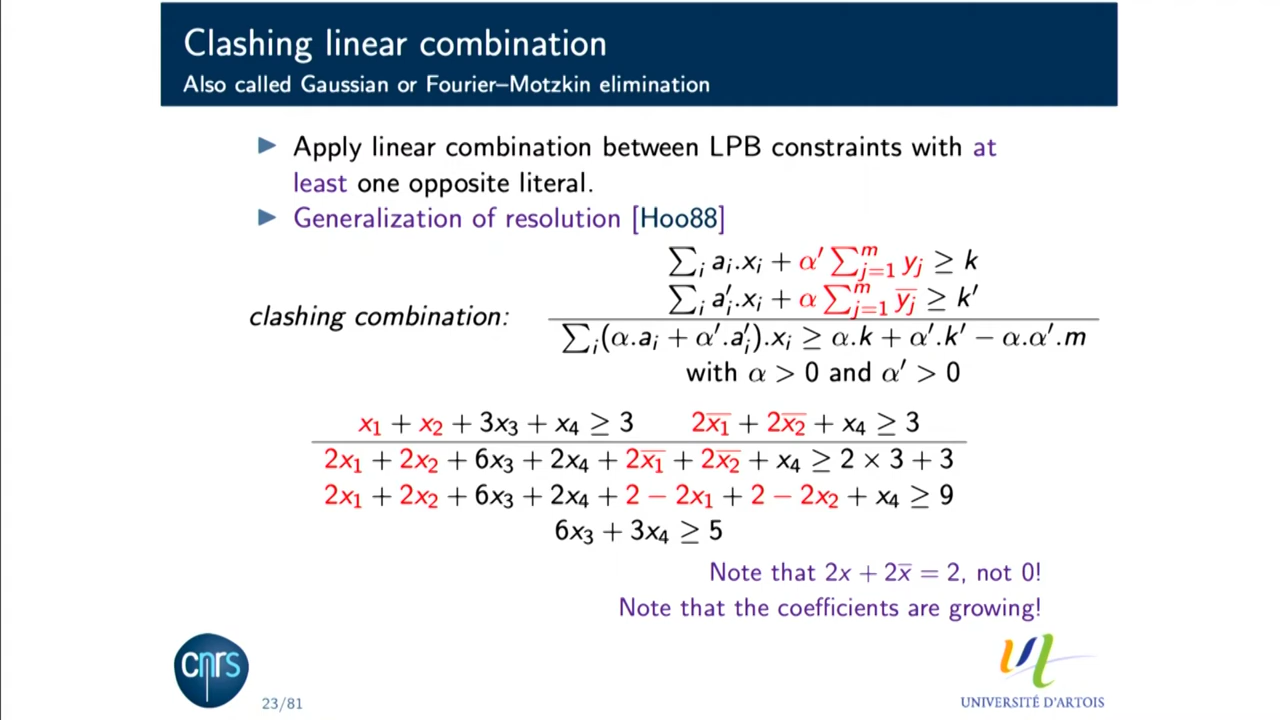 Clashing linear combination
Also called Gaussian or Fourier–Motzkin elimination
▶ Apply linear combination between LPB constraints with at
least one opposite literal.
▶ Generalization of resolution [Hoo88]
∑ᵢ aᵢ.xᵢ + α′ ∑ⱼ₌₁ᵐ yⱼ ≥ k
∑ᵢ a′ᵢ.xᵢ + α ∑ⱼ₌₁ᵐ y̅ⱼ ≥ k′
clashing combination:
∑ᵢ(α.aᵢ + α′.a′ᵢ).xᵢ ≥ α.k + α′.k′ − α.α′.m
with α > 0 and α′ > 0
x₁ + x₂ + 3x₃ + x₄ ≥ 3 2x̅₁ + 2x̅₂ + x₄ ≥ 3
2x₁ + 2x₂ + 6x₃ + 2x₄ + 2x̅₁ + 2x̅₂ + x₄ ≥ 2 × 3 + 3
2x₁ + 2x₂ + 6x₃ + 2x₄ + 2 − 2x₁ + 2 − 2x₂ + x₄ ≥ 9
6x₃ + 3x₄ ≥ 5
Note that 2x + 2x̅ = 2, not 0!
Note that the coefficients are growing!
cnrs
23/81
UNIVERSITÉ D'ARTOIS